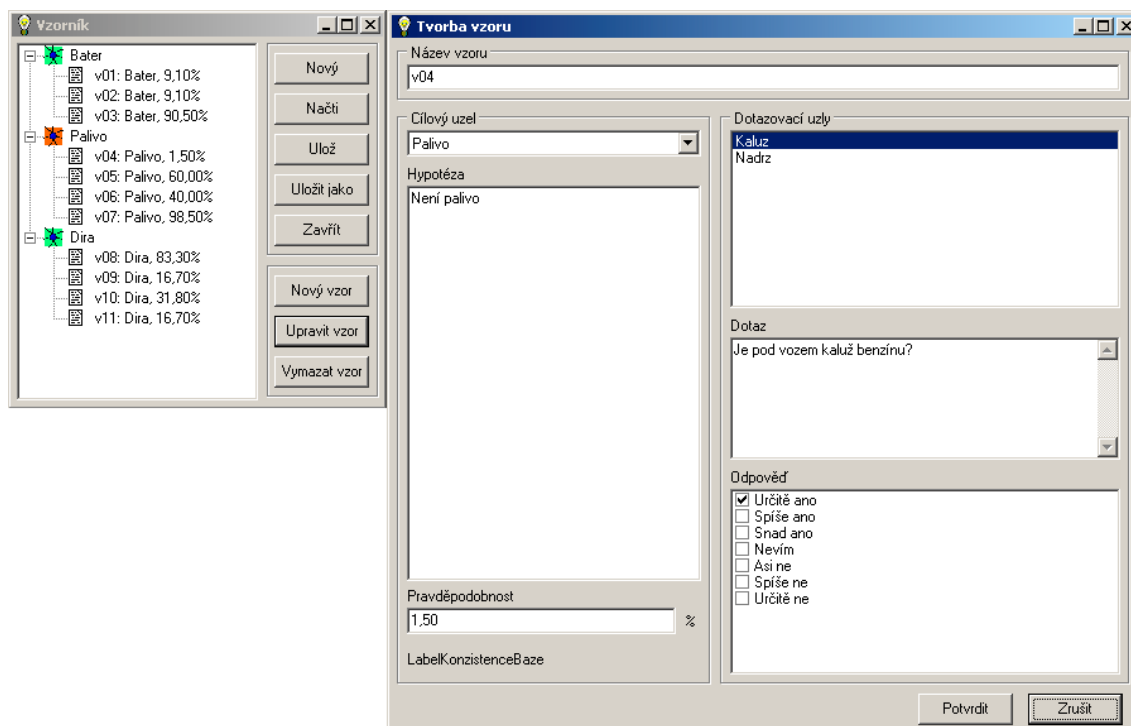 Vzorník
Bater
v01: Bater, 9,10%
v02: Bater, 9,10%
v03: Bater, 90,50%
Palivo
v04: Palivo, 1,50%
v05: Palivo, 60,00%
v06: Palivo, 40,00%
v07: Palivo, 98,50%
Dira
v08: Dira, 83,30%
v09: Dira, 16,70%
v10: Dira, 31,80%
v11: Dira, 16,70%
Nový
Načti
Ulož
Uložit jako
Zavřít
Nový vzor
Upravit vzor
Vymazat vzor
Tvorba vzoru
Název vzoru
v04
Cílový uzel
Palivo
Hypotéza
Není palivo
Pravděpodobnost
1,50 %
LabelKonzistenceBaze
Dotazovací uzly
Kaluz
Nadrz
Dotaz
Je pod vozem kaluž benzínu?
Odpověď
Určitě ano
Spíše ano
Snad ano
Nevím
Asi ne
Spíše ne
Určitě ne
Potvrdit
Zrušit